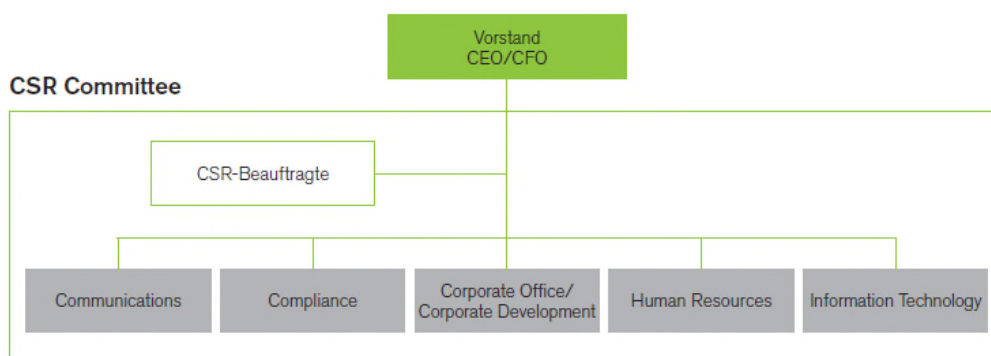 Vorstand
CEO/CFO
CSR Committee
CSR-Beauftragte
Communications
Compliance
Corporate Office/
Corporate Development
Human Resources
Information Technology